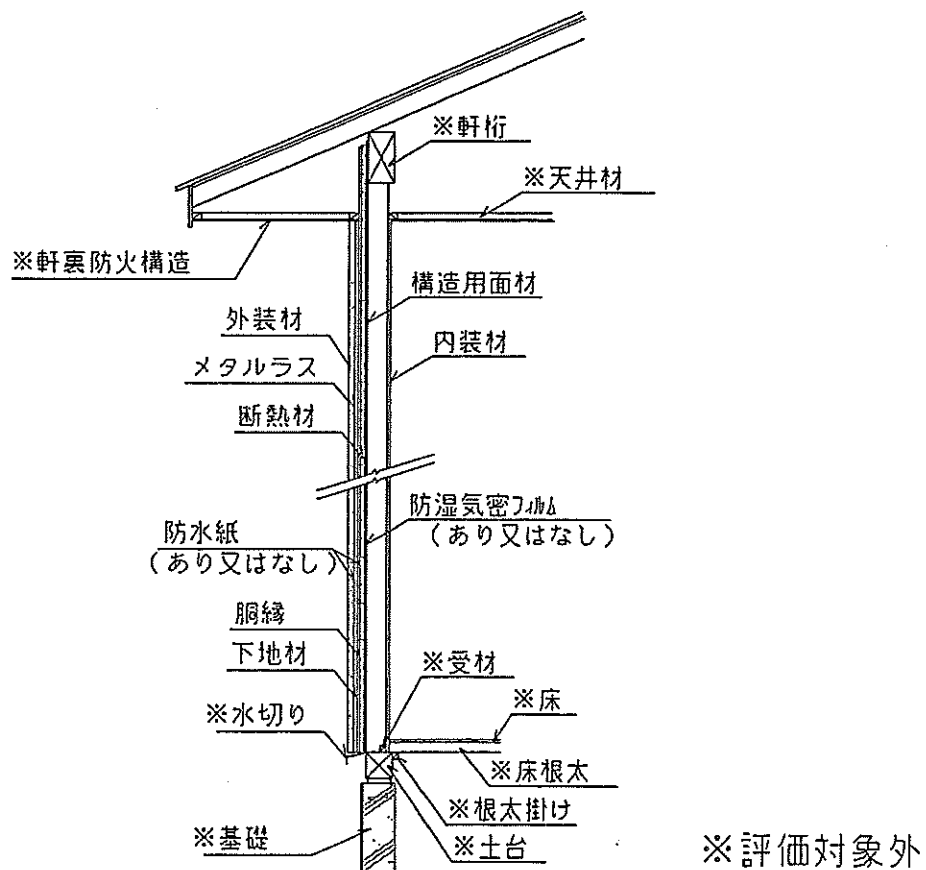 ※軒桁
※天井材
※軒裏防火構造
構造用面材
外装材
内装材
メタルラス
断熱材
防湿気密フィルム
(あり又はなし)
防水紙
(あり又はなし)
胴縁
下地材
※受材
※床
※水切り
※床根太
※根太掛け
※基礎
※土台
※評価対象外